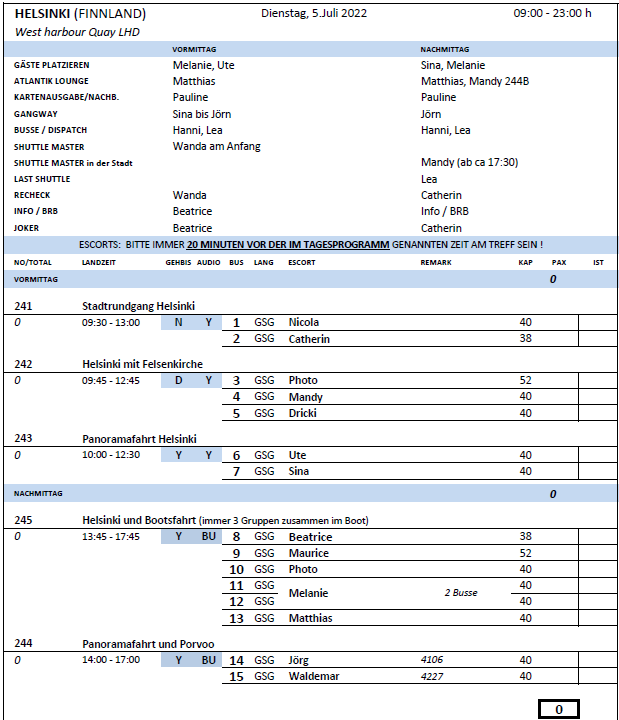 HELSINKI (FINNLAND) Dienstag, 5.Juli 2022 09:00 - 23:00 h
West harbour Quay LHD
VORMITTAG NACHMITTAG
GÄSTE PLATZIEREN Melanie, Ute Sina, Melanie
ATLANTIK LOUNGE Matthias Matthias, Mandy 244B
KARTENAUSGABE/NACHB. Pauline Pauline
GANGWAY Sina bis Jörn Jörn
BUSSE / DISPATCH Hanni, Lea Hanni, Lea
SHUTTLE MASTER Wanda am Anfang
SHUTTLE MASTER in der Stadt Mandy (ab ca 17:30)
LAST SHUTTLE Lea
RECHECK Wanda Catherin
INFO / BRB Beatrice Info / BRB
JOKER Beatrice Catherin
ESCORTS: BITTE IMMER 20 MINUTEN VOR DER IM TAGESPROGRAMM GENANNTEN ZEIT AM TREFF SEIN !
NO/TOTAL LANDZEIT GEHBIS AUDIO BUS LANG ESCORT REMARK KAP PAX IST
VORMITTAG 0
241 Stadtrundgang Helsinki
0 09:30 - 13:00 N Y 1 GSG Nicola 40
2 GSG Catherin 38
242 Helsinki mit Felsenkirche
0 09:45 - 12:45 D Y 3 GSG Photo 52
4 GSG Mandy 40
5 GSG Dricki 40
243 Panoramafahrt Helsinki
0 10:00 - 12:30 Y Y 6 GSG Ute 40
7 GSG Sina 40
NACHMITTAG 0
245 Helsinki und Bootsfahrt (immer 3 Gruppen zusammen im Boot)
0 13:45 - 17:45 Y BU 8 GSG Beatrice 38
9 GSG Maurice 52
10 GSG Photo 40
11 GSG 40
Melanie 2 Busse
12 GSG 40
13 GSG Matthias 40
244 Panoramafahrt und Porvoo
0 14:00 - 17:00 Y BU 14 GSG Jörg 4106 40
15 GSG Waldemar 4227 40
0